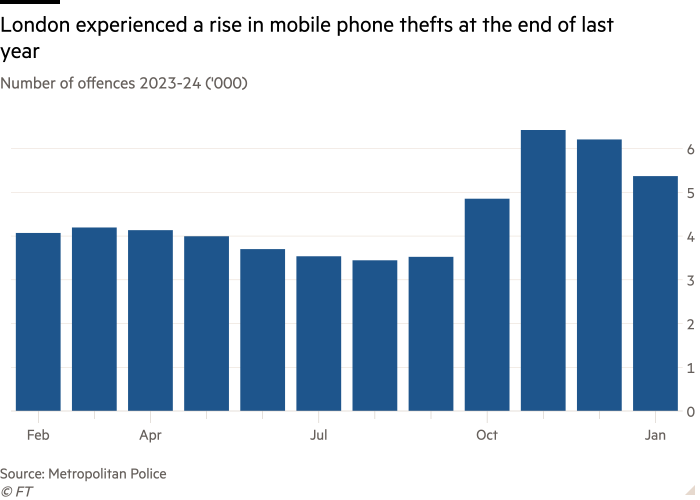 London experienced a rise in mobile phone thefts at the end of last
year
Number of offences 2023-24 ('000)
6
5
4
3
2
1
0
Feb Apr Jul Oct Jan
Source: Metropolitan Police
© FT